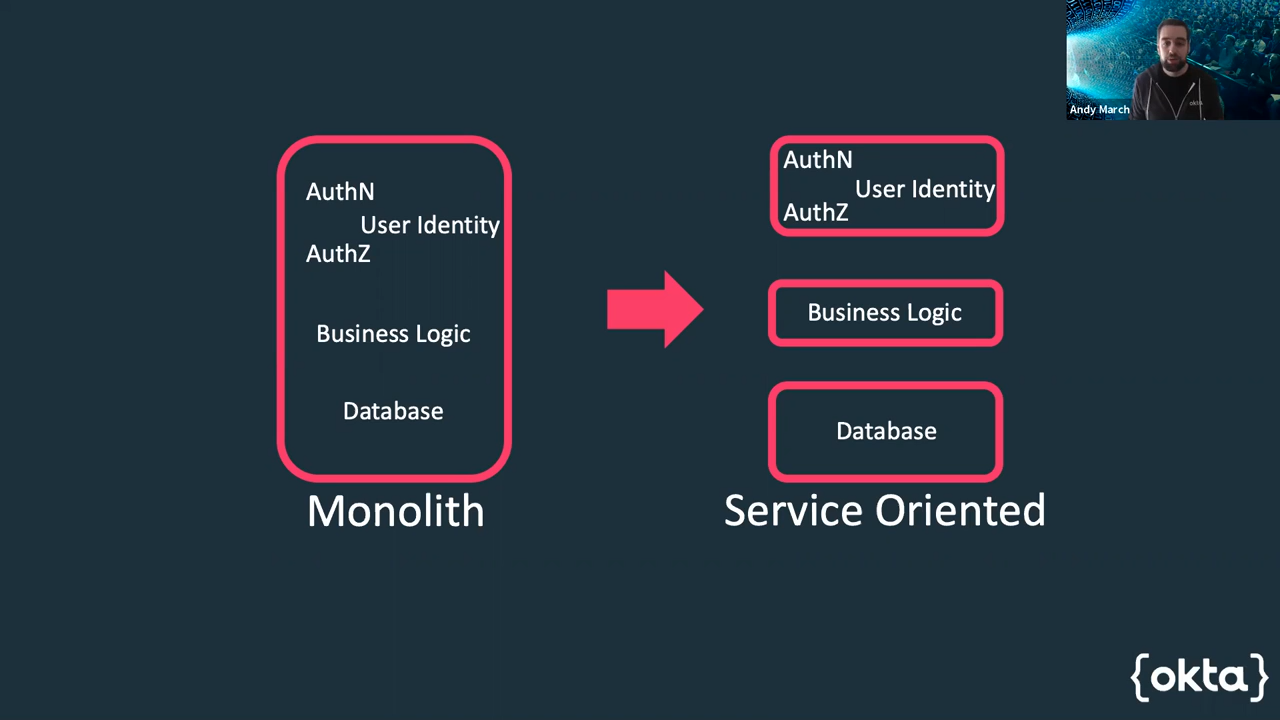 Andy March
okta
AuthN
User Identity
AuthZ
Business Logic
Database
Monolith
AuthN
User Identity
AuthZ
Business Logic
Database
Service Oriented
{okta}